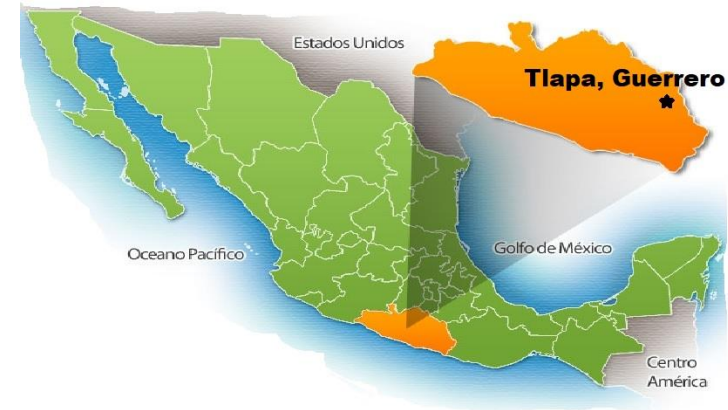 Estados Unidos
Tlapa, Guerrero
Oceano Pacífico
Golfo de México
Centro
América